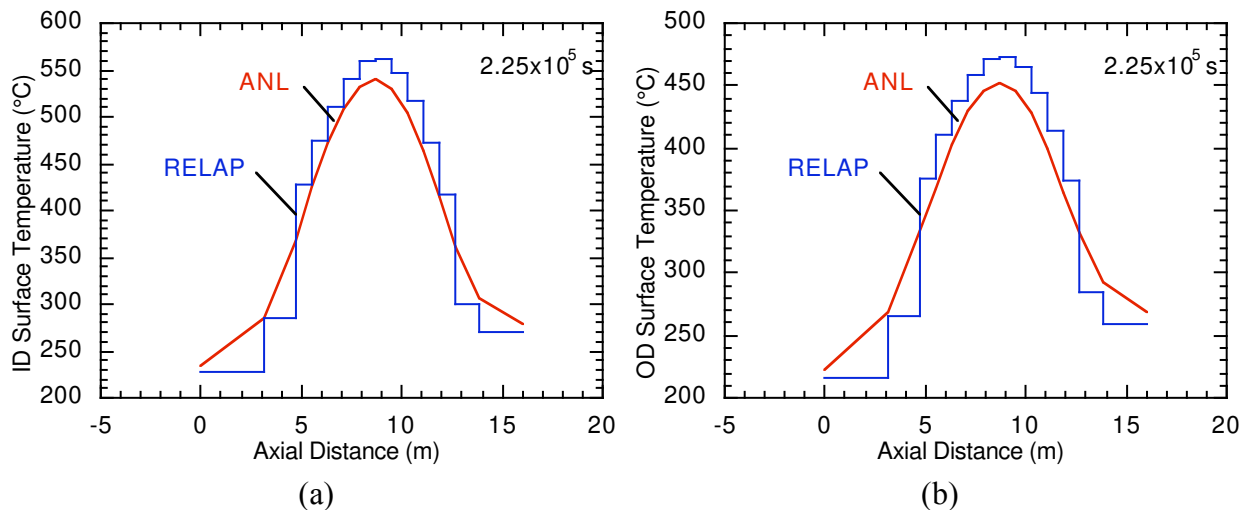 600
550
500
450
400
350
300
250
200
ID Surface Temperature (°C)
2.25x10⁵ s
ANL
RELAP
-5 0 5 10 15 20
Axial Distance (m)
(a)
500
450
400
350
300
250
200
OD Surface Temperature (°C)
2.25x10⁵ s
ANL
RELAP
-5 0 5 10 15 20
Axial Distance (m)
(b)